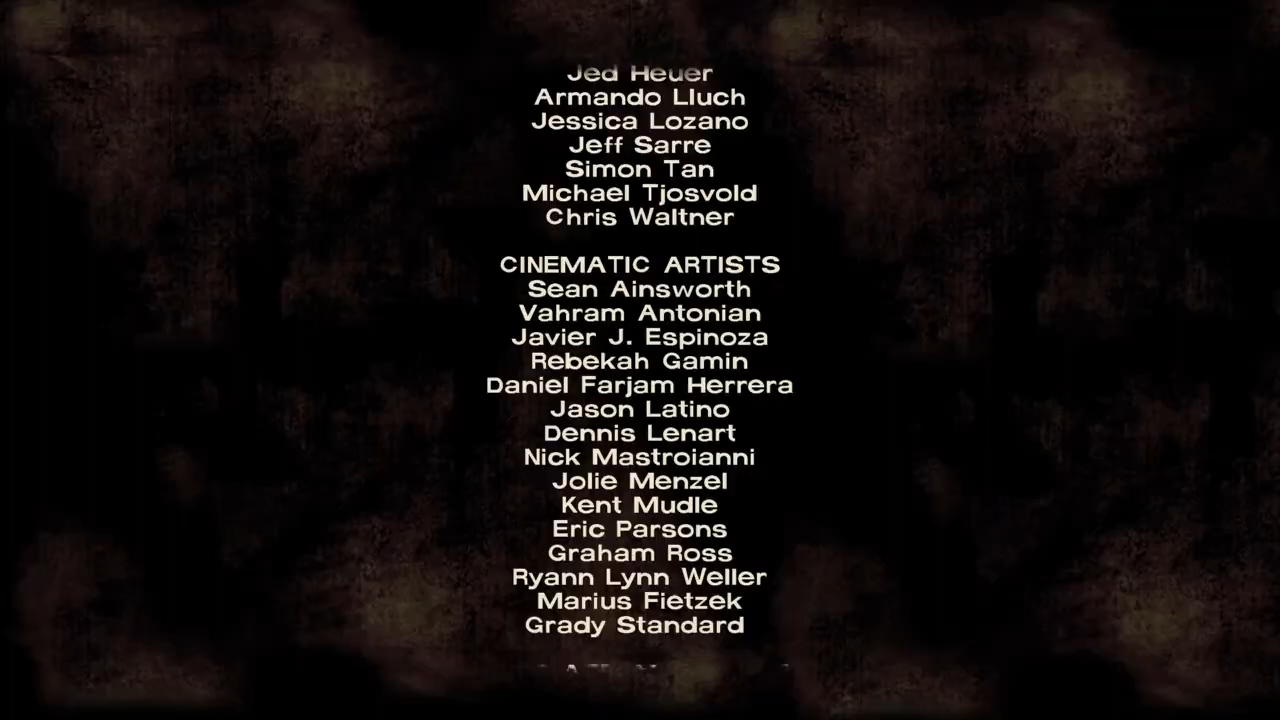 Jed Heuer
Armando Lluch
Jessica Lozano
Jeff Sarre
Simon Tan
Michael Tjosvold
Chris Waltner
CINEMATIC ARTISTS
Sean Ainsworth
Vahram Antonian
Javier J. Espinoza
Rebekah Gamin
Daniel Farjam Herrera
Jason Latino
Dennis Lenart
Nick Mastroianni
Jolie Menzel
Kent Mudle
Eric Parsons
Graham Ross
Ryann Lynn Weller
Marius Fietzek
Grady Standard